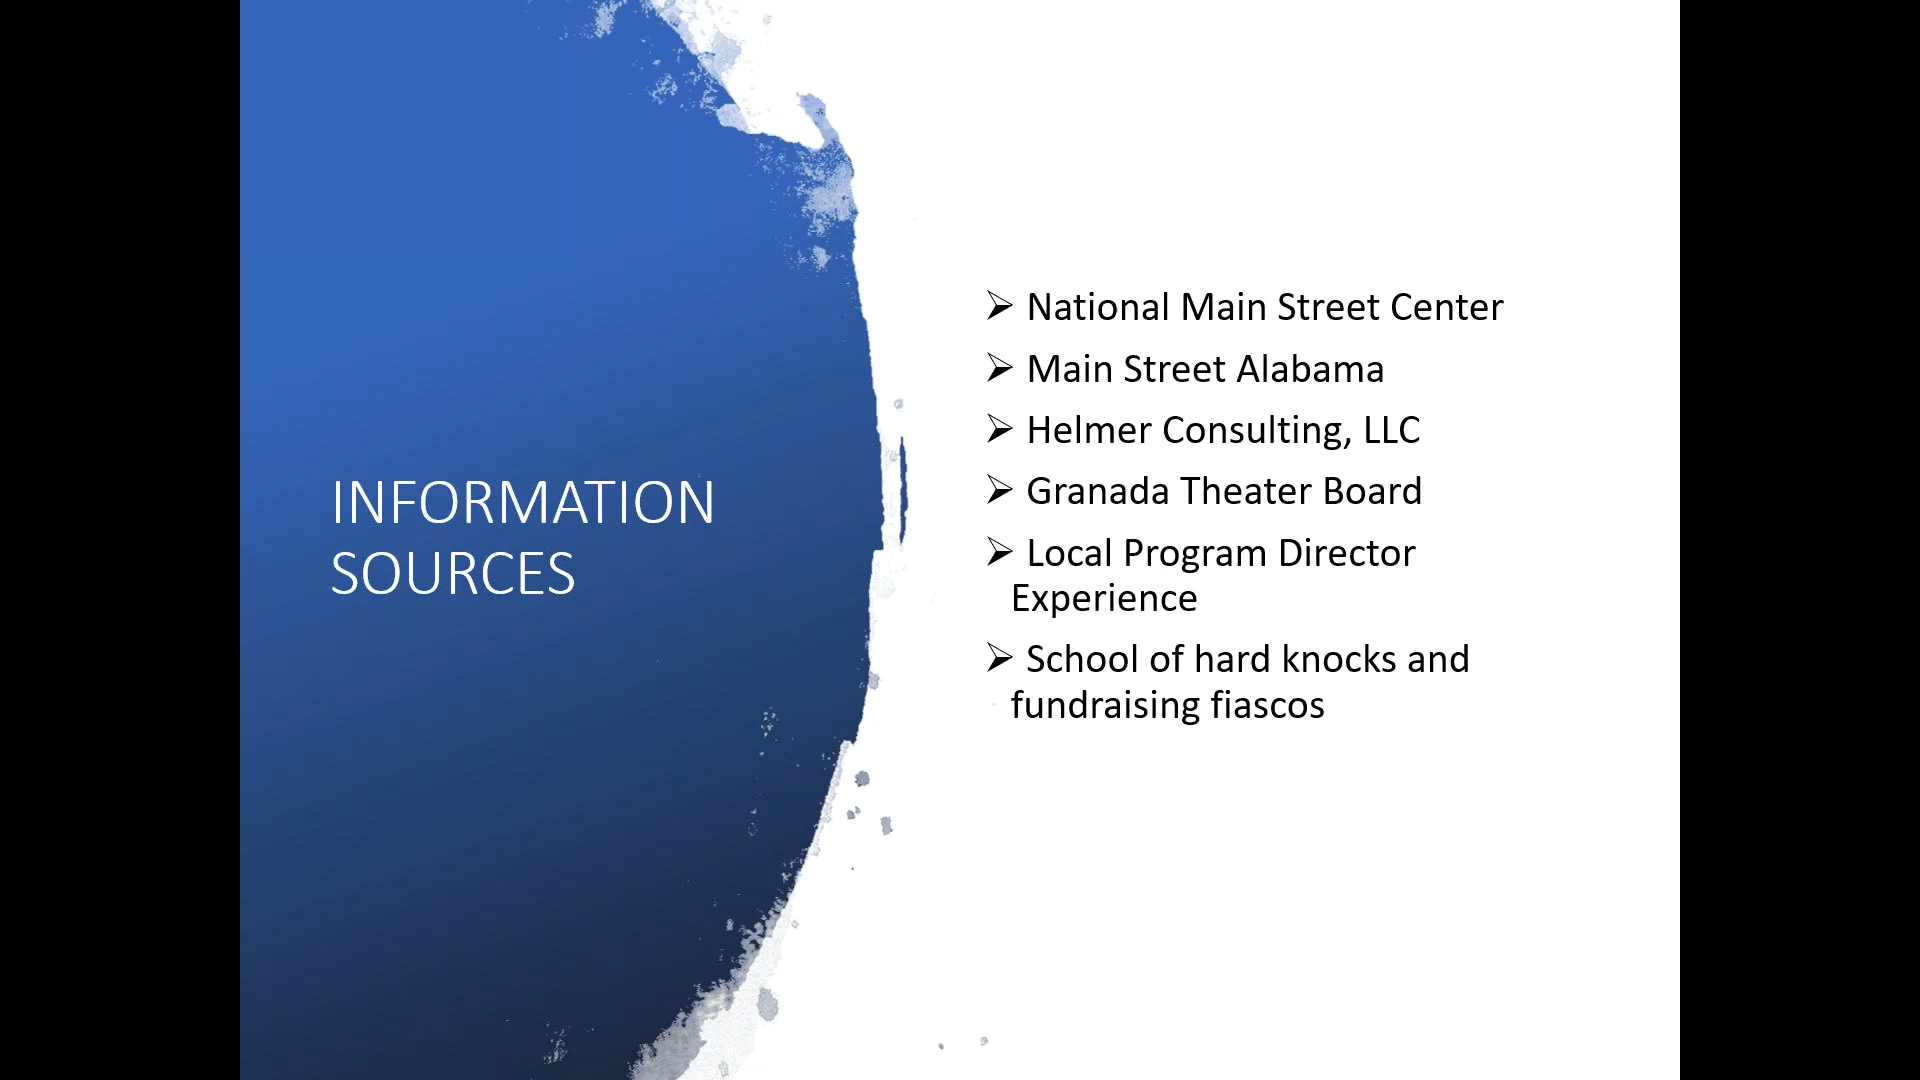 INFORMATION
SOURCES
➢ National Main Street Center
➢ Main Street Alabama
➢ Helmer Consulting, LLC
➢ Granada Theater Board
➢ Local Program Director
Experience
➢ School of hard knocks and
fundraising fiascos